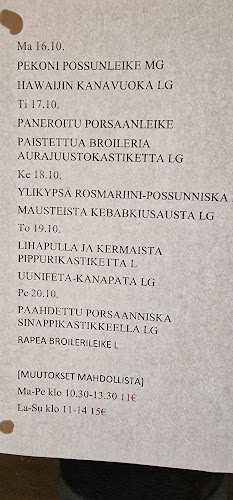 Ma 16.10.
PEKONI POSSUNLEIKE MG
HAWAIJIN KANAVUOKA LG
Ti 17.10.
PANEROITU PORSAANLEIKE
PAISTETTUA BROILERIA
AURAJUUSTOKASTIKETTA LG
Ke 18.10.
YLIKYPSÄ ROSMARIINI-POSSUNNISKA
MAUSTEISTA KEBABKIUSAUSTA LG
To 19.10.
LIHAPULLA JA KERMAISTA
PIPPURIKASTIKETTA L
UUNIFETA-KANAPATA LG
Pe 20.10.
PAAHDETTU PORSAANNISKA
SINAPPIKASTIKKEELLA LG
RAPEA BROILERILEIKE L
[MUUTOKSET MAHDOLLISTA]
Ma-Pe klo 10.30-13.30 11€
La-Su klo 11-14 15€